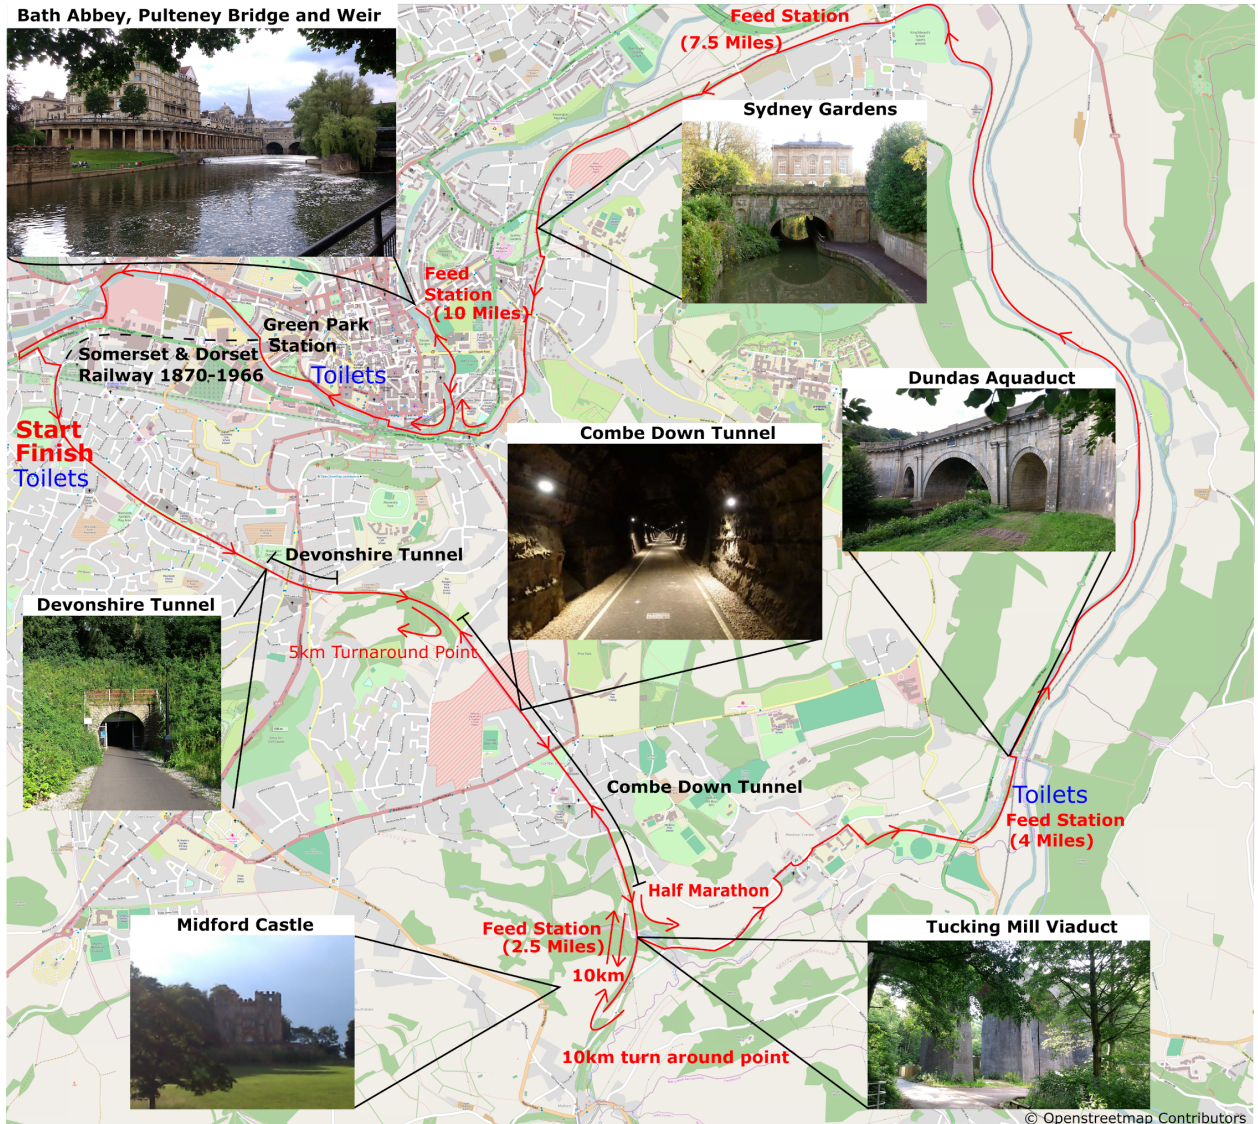 Bath Abbey, Pulteney Bridge and Weir
Feed Station
(7.5 Miles)
Sydney Gardens
Feed
Station
(10 Miles)
Green Park
Station
Somerset & Dorset
Railway 1870-1966
Toilets
Dundas Aquaduct
Start
Finish
Toilets
Combe Down Tunnel
Devonshire Tunnel
Devonshire Tunnel
5km Turnaround Point
Combe Down Tunnel
Toilets
Feed Station
(4 Miles)
Half Marathon
Midford Castle
Feed Station
(2.5 Miles)
Tucking Mill Viaduct
10km
10km turn around point
© Openstreetmap Contributors